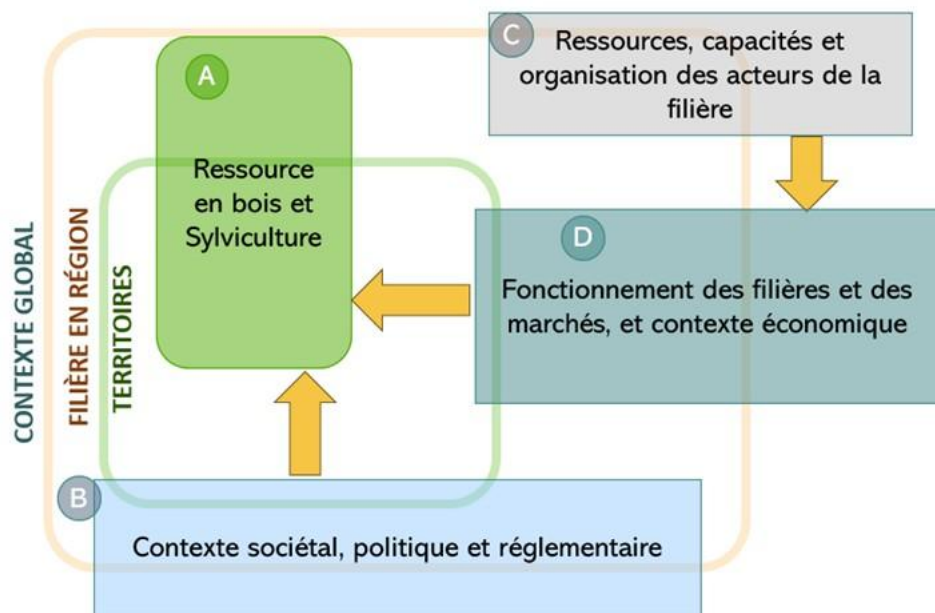 C
Ressources, capacités et
organisation des acteurs de la
filière
A
Ressource
en bois et
Sylviculture
D
Fonctionnement des filières et des
marchés, et contexte économique
CONTEXTE GLOBAL
FILIÈRE EN RÉGION
TERRITOIRES
B
Contexte sociétal, politique et réglementaire